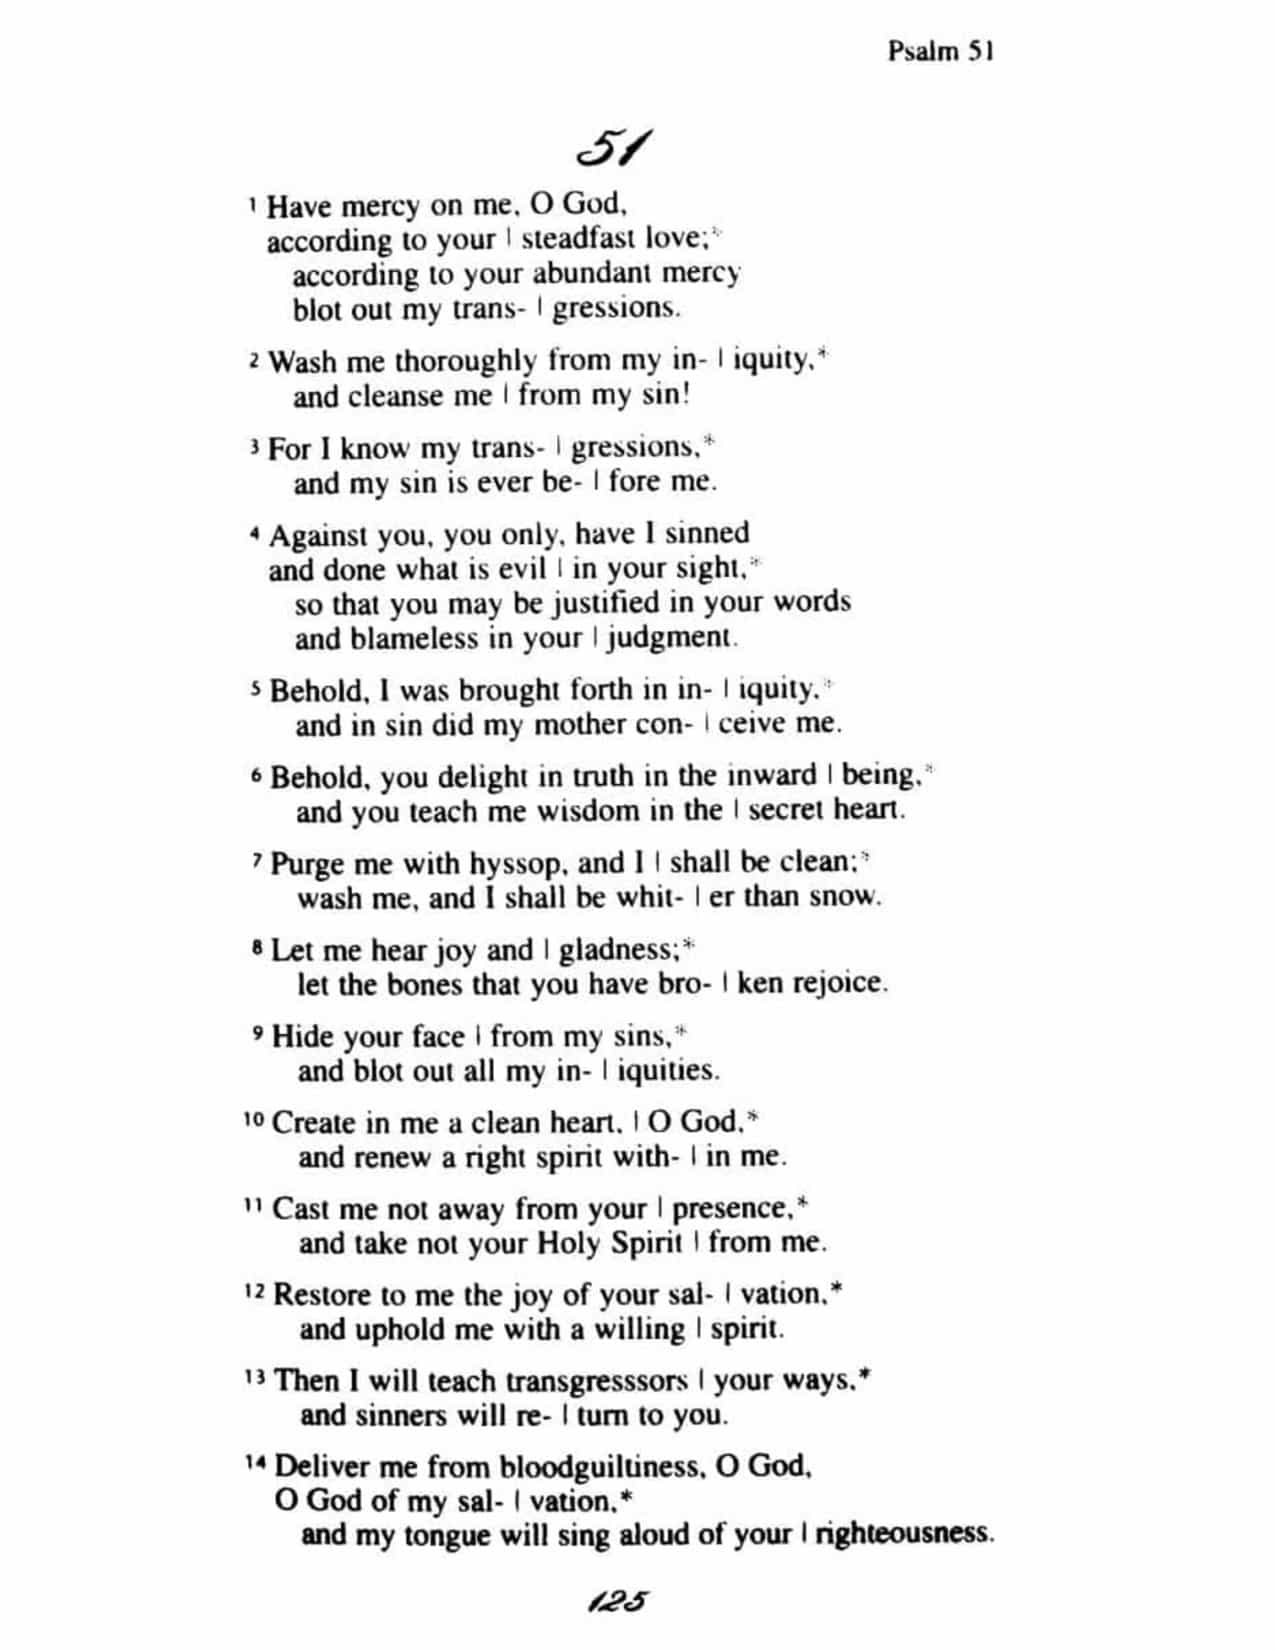 Psalm 51
51
1 Have mercy on me, O God,
according to your | steadfast love;*
according to your abundant mercy
blot out my trans- | gressions.
2 Wash me thoroughly from my in- | iquity,*
and cleanse me | from my sin!
3 For I know my trans- | gressions,*
and my sin is ever be- | fore me.
4 Against you, you only, have I sinned
and done what is evil | in your sight,*
so that you may be justified in your words
and blameless in your | judgment.
5 Behold, I was brought forth in in- | iquity,*
and in sin did my mother con- | ceive me.
6 Behold, you delight in truth in the inward | being,*
and you teach me wisdom in the | secret heart.
7 Purge me with hyssop, and I | shall be clean;*
wash me, and I shall be whit- | er than snow.
8 Let me hear joy and | gladness;*
let the bones that you have bro- | ken rejoice.
9 Hide your face | from my sins,*
and blot out all my in- | iquities.
10 Create in me a clean heart, | O God,*
and renew a right spirit with- | in me.
11 Cast me not away from your | presence,*
and take not your Holy Spirit | from me.
12 Restore to me the joy of your sal- | vation,*
and uphold me with a willing | spirit.
13 Then I will teach transgresssors | your ways,*
and sinners will re- | turn to you.
14 Deliver me from bloodguiltiness, O God,
O God of my sal- | vation,*
and my tongue will sing aloud of your | righteousness.
125